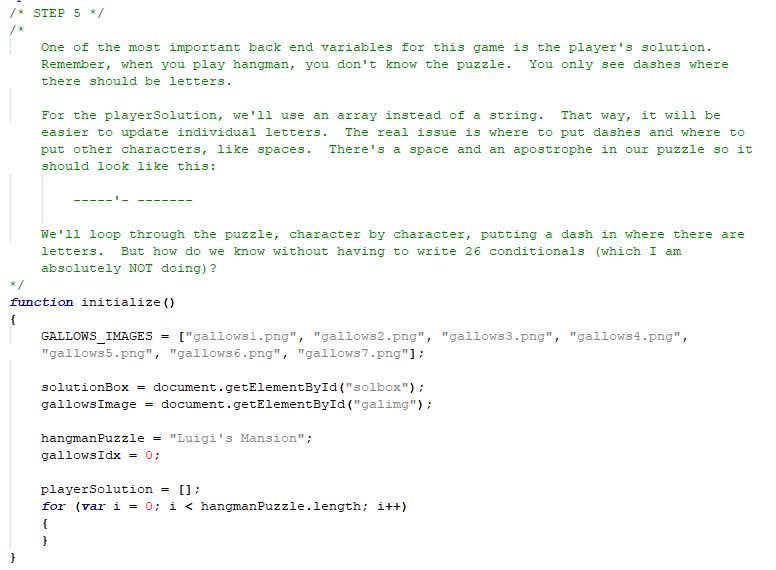 /* STEP 5 */
/*
One of the most important back end variables for this game is the player's solution.
Remember, when you play hangman, you don't know the puzzle.  You only see dashes where
there should be letters.
For the playerSolution, we'll use an array instead of a string.  That way, it will be
easier to update individual letters.  The real issue is where to put dashes and where to
put other characters, like spaces.  There's a space and an apostrophe in our puzzle so it
should look like this:
-----'- -------
We'll loop through the puzzle, character by character, putting a dash in where there are
letters.  But how do we know without having to write 26 conditionals (which I am
absolutely NOT doing)?
*/
function initialize()
{
GALLOWS_IMAGES = ["gallows1.png", "gallows2.png", "gallows3.png", "gallows4.png",
"gallows5.png", "gallows6.png", "gallows7.png"];
solutionBox = document.getElementById("solbox");
gallowsImage = document.getElementById("galimg");
hangmanPuzzle = "Luigi's Mansion";
gallowsIdx = 0;
playerSolution = [];
for (var i = 0; i < hangmanPuzzle.length; i++)
{
}
}